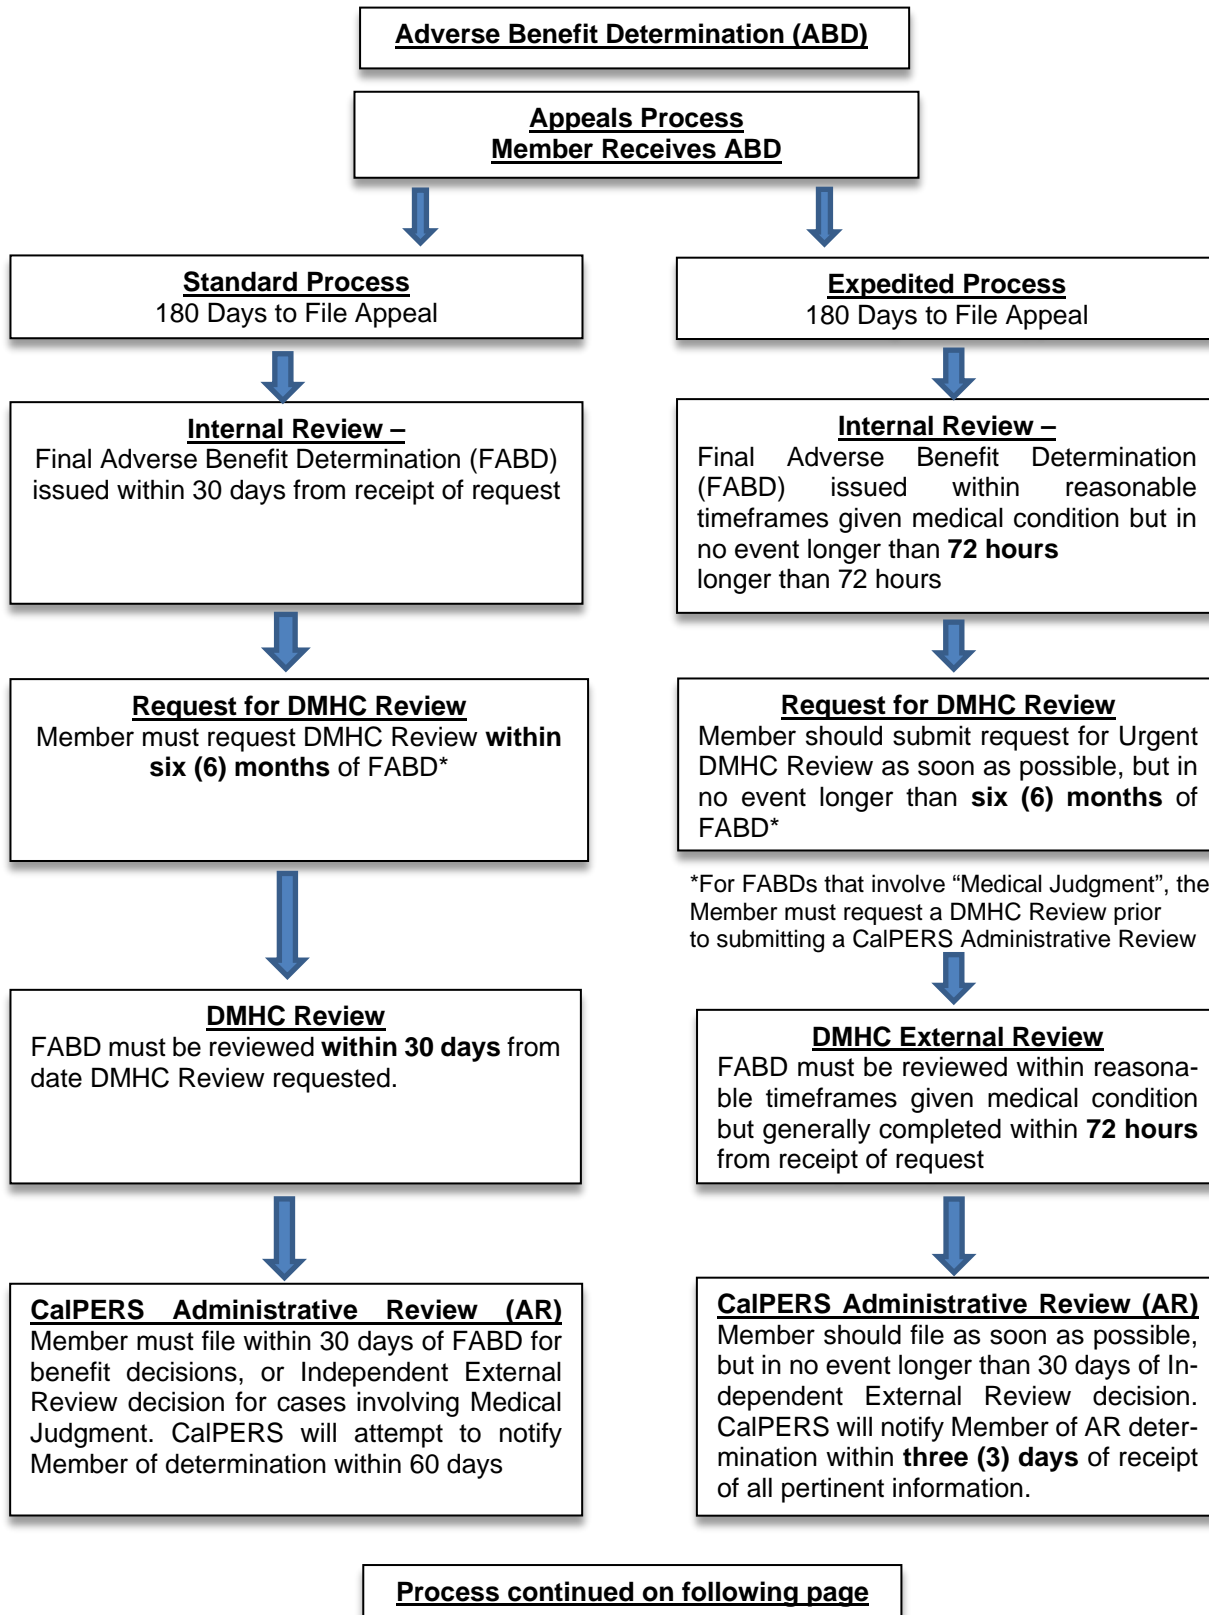 Adverse Benefit Determination (ABD)
Appeals Process
Member Receives ABD
Standard Process
180 Days to File Appeal
Expedited Process
180 Days to File Appeal
Internal Review –
Final Adverse Benefit Determination (FABD)
issued within 30 days from receipt of request
Internal Review –
Final Adverse Benefit Determination
(FABD) issued within reasonable
timeframes given medical condition but in
no event longer than 72 hours
longer than 72 hours
Request for DMHC Review
Member must request DMHC Review within
six (6) months of FABD*
Request for DMHC Review
Member should submit request for Urgent
DMHC Review as soon as possible, but in
no event longer than six (6) months of
FABD*
*For FABDs that involve “Medical Judgment”, the
Member must request a DMHC Review prior
to submitting a CalPERS Administrative Review
DMHC Review
FABD must be reviewed within 30 days from
date DMHC Review requested.
DMHC External Review
FABD must be reviewed within reasona-
ble timeframes given medical condition
but generally completed within 72 hours
from receipt of request
CalPERS Administrative Review (AR)
Member must file within 30 days of FABD for
benefit decisions, or Independent External
Review decision for cases involving Medical
Judgment. CalPERS will attempt to notify
Member of determination within 60 days
CalPERS Administrative Review (AR)
Member should file as soon as possible,
but in no event longer than 30 days of In-
dependent External Review decision.
CalPERS will notify Member of AR deter-
mination within three (3) days of receipt
of all pertinent information.
Process continued on following page